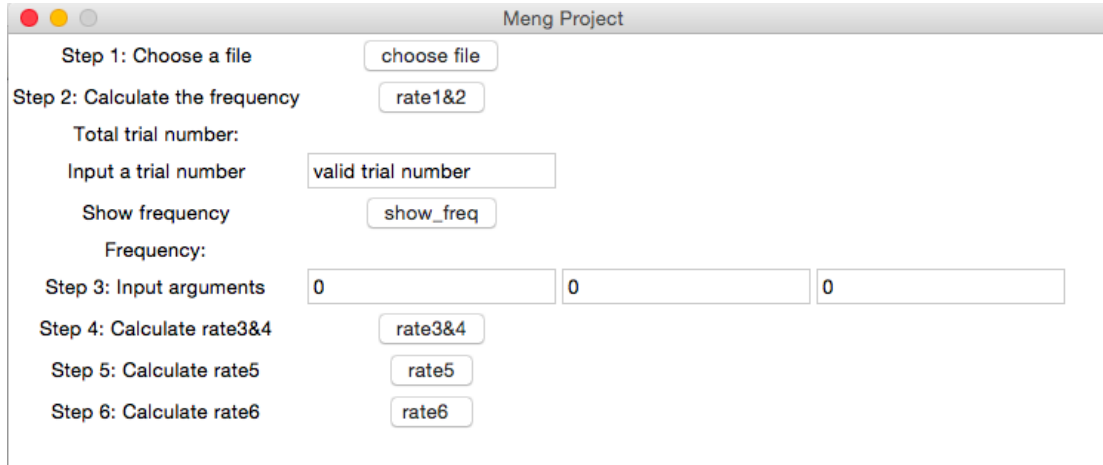 Meng Project
Step 1: Choose a file choose file
Step 2: Calculate the frequency rate1&2
Total trial number:
Input a trial number valid trial number
Show frequency show_freq
Frequency:
Step 3: Input arguments 0 0 0
Step 4: Calculate rate3&4 rate3&4
Step 5: Calculate rate5 rate5
Step 6: Calculate rate6 rate6